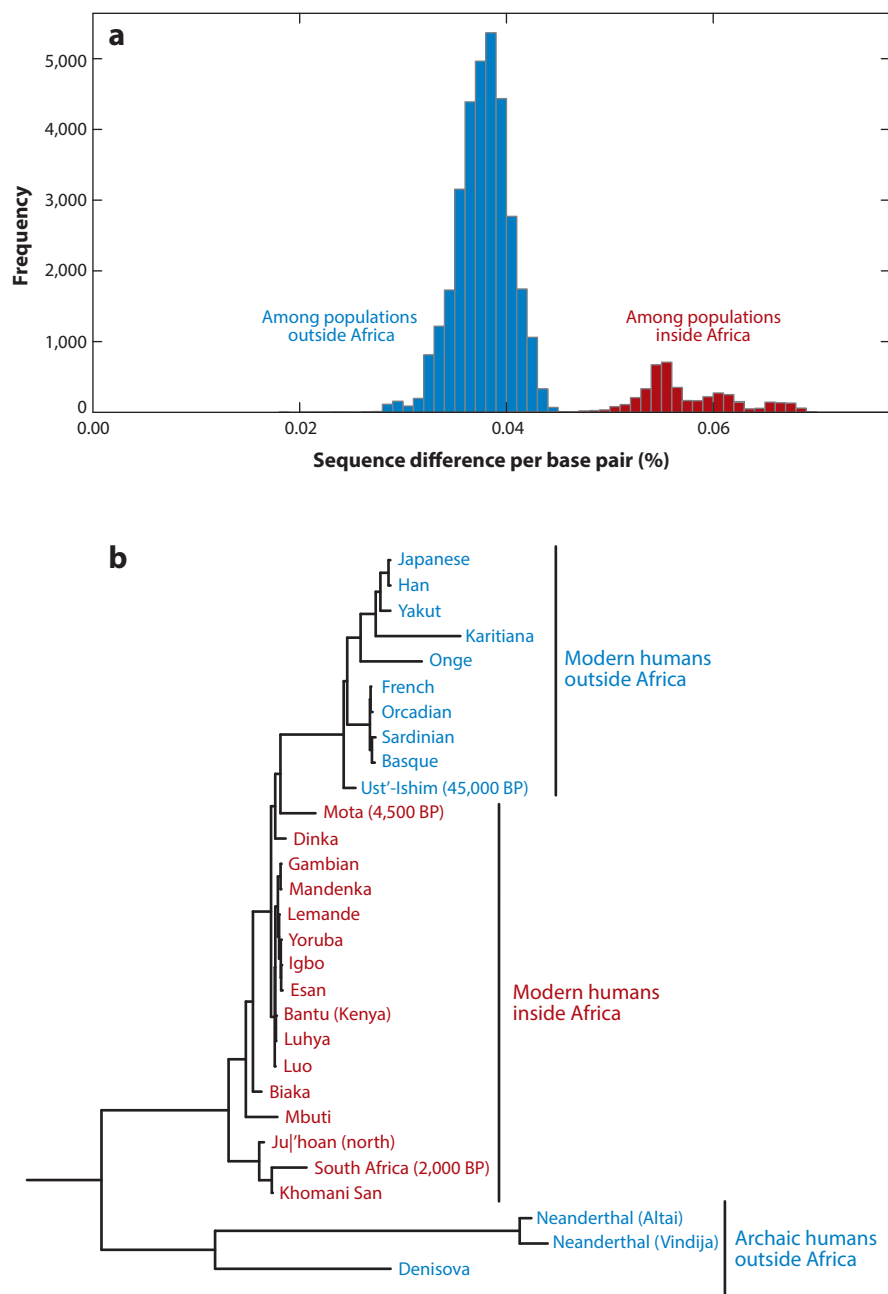 a
5,000
4,000
3,000
2,000
1,000
0
Frequency
Among populations
outside Africa
Among populations
inside Africa
0.00
0.02
0.04
0.06
Sequence difference per base pair (%)
b
Japanese
Han
Yakut
Karitiana
Onge
French
Orcadian
Sardinian
Basque
Ust’-Ishim (45,000 BP)
Modern humans
outside Africa
Mota (4,500 BP)
Dinka
Gambian
Mandenka
Lemande
Yoruba
Igbo
Esan
Bantu (Kenya)
Luhya
Luo
Biaka
Mbuti
Ju|’hoan (north)
South Africa (2,000 BP)
Khomani San
Modern humans
inside Africa
Neanderthal (Altai)
Neanderthal (Vindija)
Denisova
Archaic humans
outside Africa